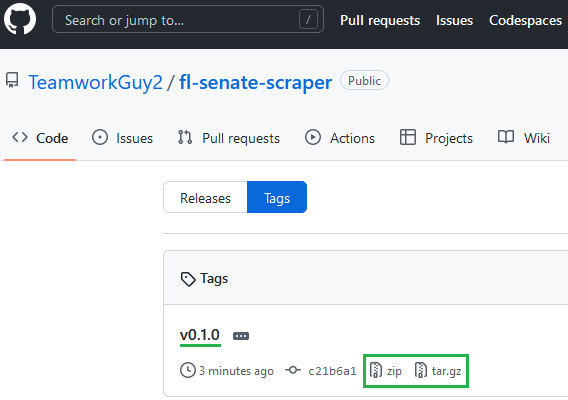 Search or jump to... / Pull requests Issues Codespaces
TeamworkGuy2 / fl-senate-scraper Public
Code Issues Pull requests Actions Projects Wiki
Releases Tags
Tags
v0.1.0
3 minutes ago c21b6a1 zip tar.gz